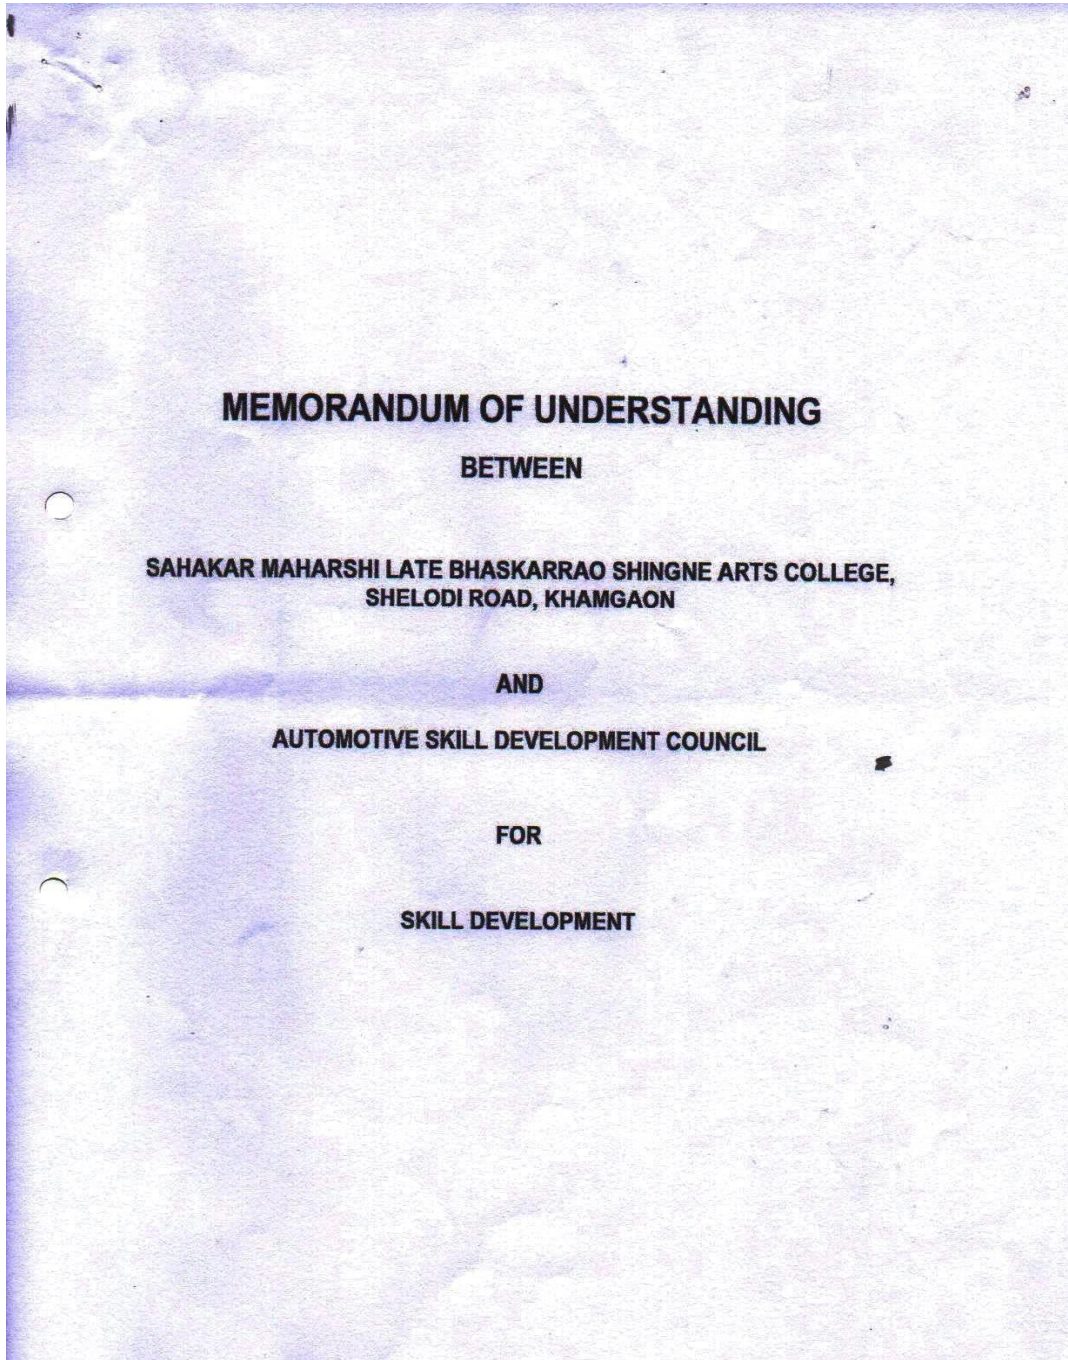 MEMORANDUM OF UNDERSTANDING
BETWEEN
SAHAKAR MAHARSHI LATE BHASKARRAO SHINGNE ARTS COLLEGE,
SHELODI ROAD, KHAMGAON
AND
AUTOMOTIVE SKILL DEVELOPMENT COUNCIL
FOR
SKILL DEVELOPMENT